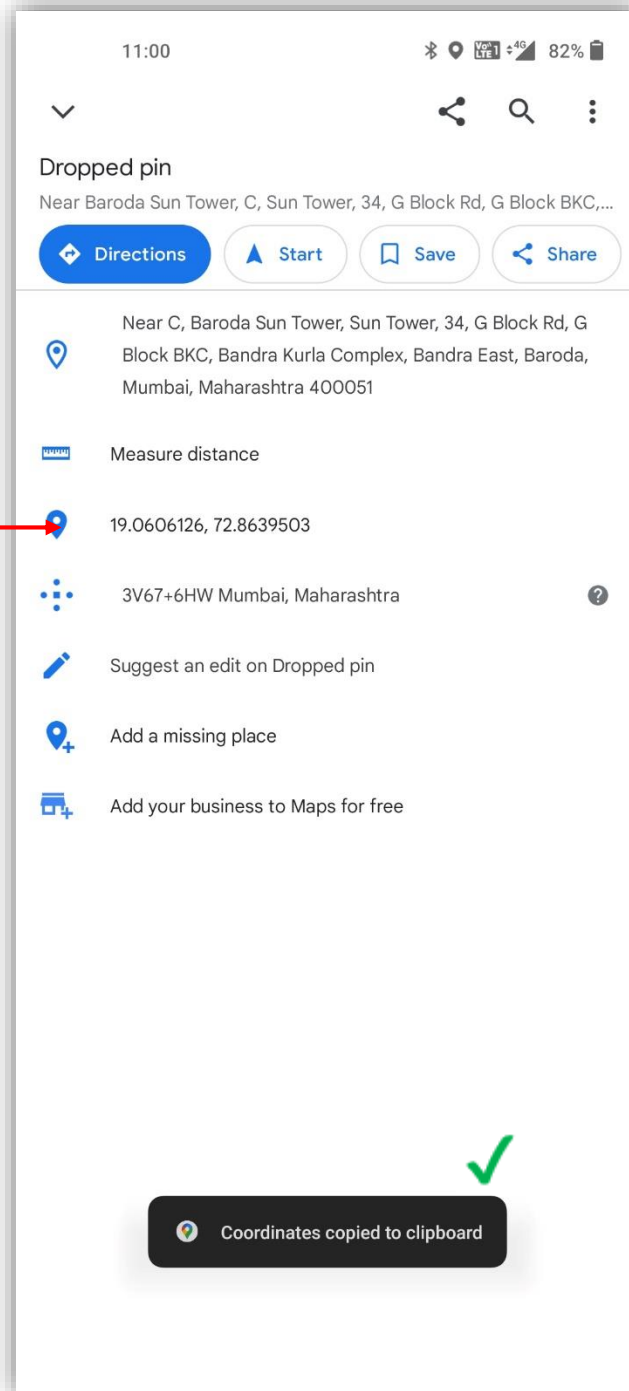 11:00
Vo) LTE1 4G 82%
Dropped pin
Near Baroda Sun Tower, C, Sun Tower, 34, G Block Rd, G Block BKC,...
Directions Start Save Share
Near C, Baroda Sun Tower, Sun Tower, 34, G Block Rd, G
Block BKC, Bandra Kurla Complex, Bandra East, Baroda,
Mumbai, Maharashtra 400051
Measure distance
19.0606126, 72.8639503
3V67+6HW Mumbai, Maharashtra
Suggest an edit on Dropped pin
Add a missing place
Add your business to Maps for free
Coordinates copied to clipboard